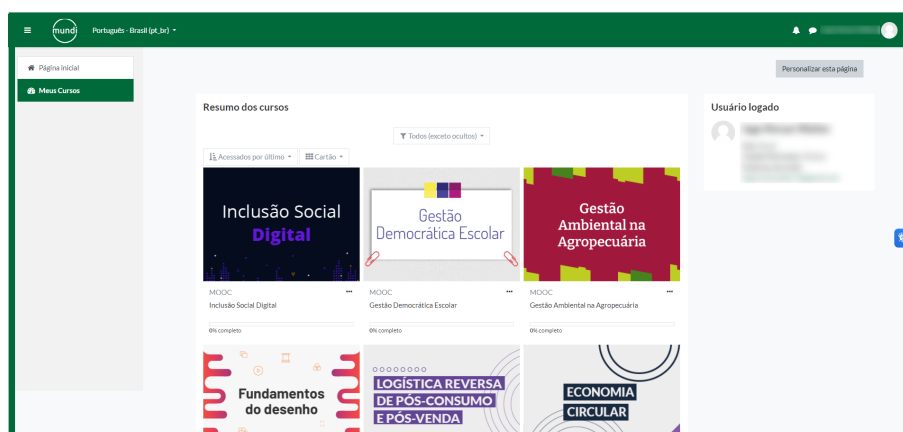 mundi
Português - Brasil (pt_br)
Página inicial
Meus Cursos
Personalizar esta página
Resumo dos cursos
Todos (exceto ocultos)
Acessados por último
Cartão
Usuário logado
Inclusão Social
Digital
Gestão
Democrática Escolar
Gestão
Ambiental na
Agropecuária
MOOC
Inclusão Social Digital
0% completo
MOOC
Gestão Democrática Escolar
0% completo
MOOC
Gestão Ambiental na Agropecuária
0% completo
Fundamentos
do desenho
LOGÍSTICA REVERSA
DE PÓS-CONSUMO
E PÓS-VENDA
ECONOMIA
CIRCULAR